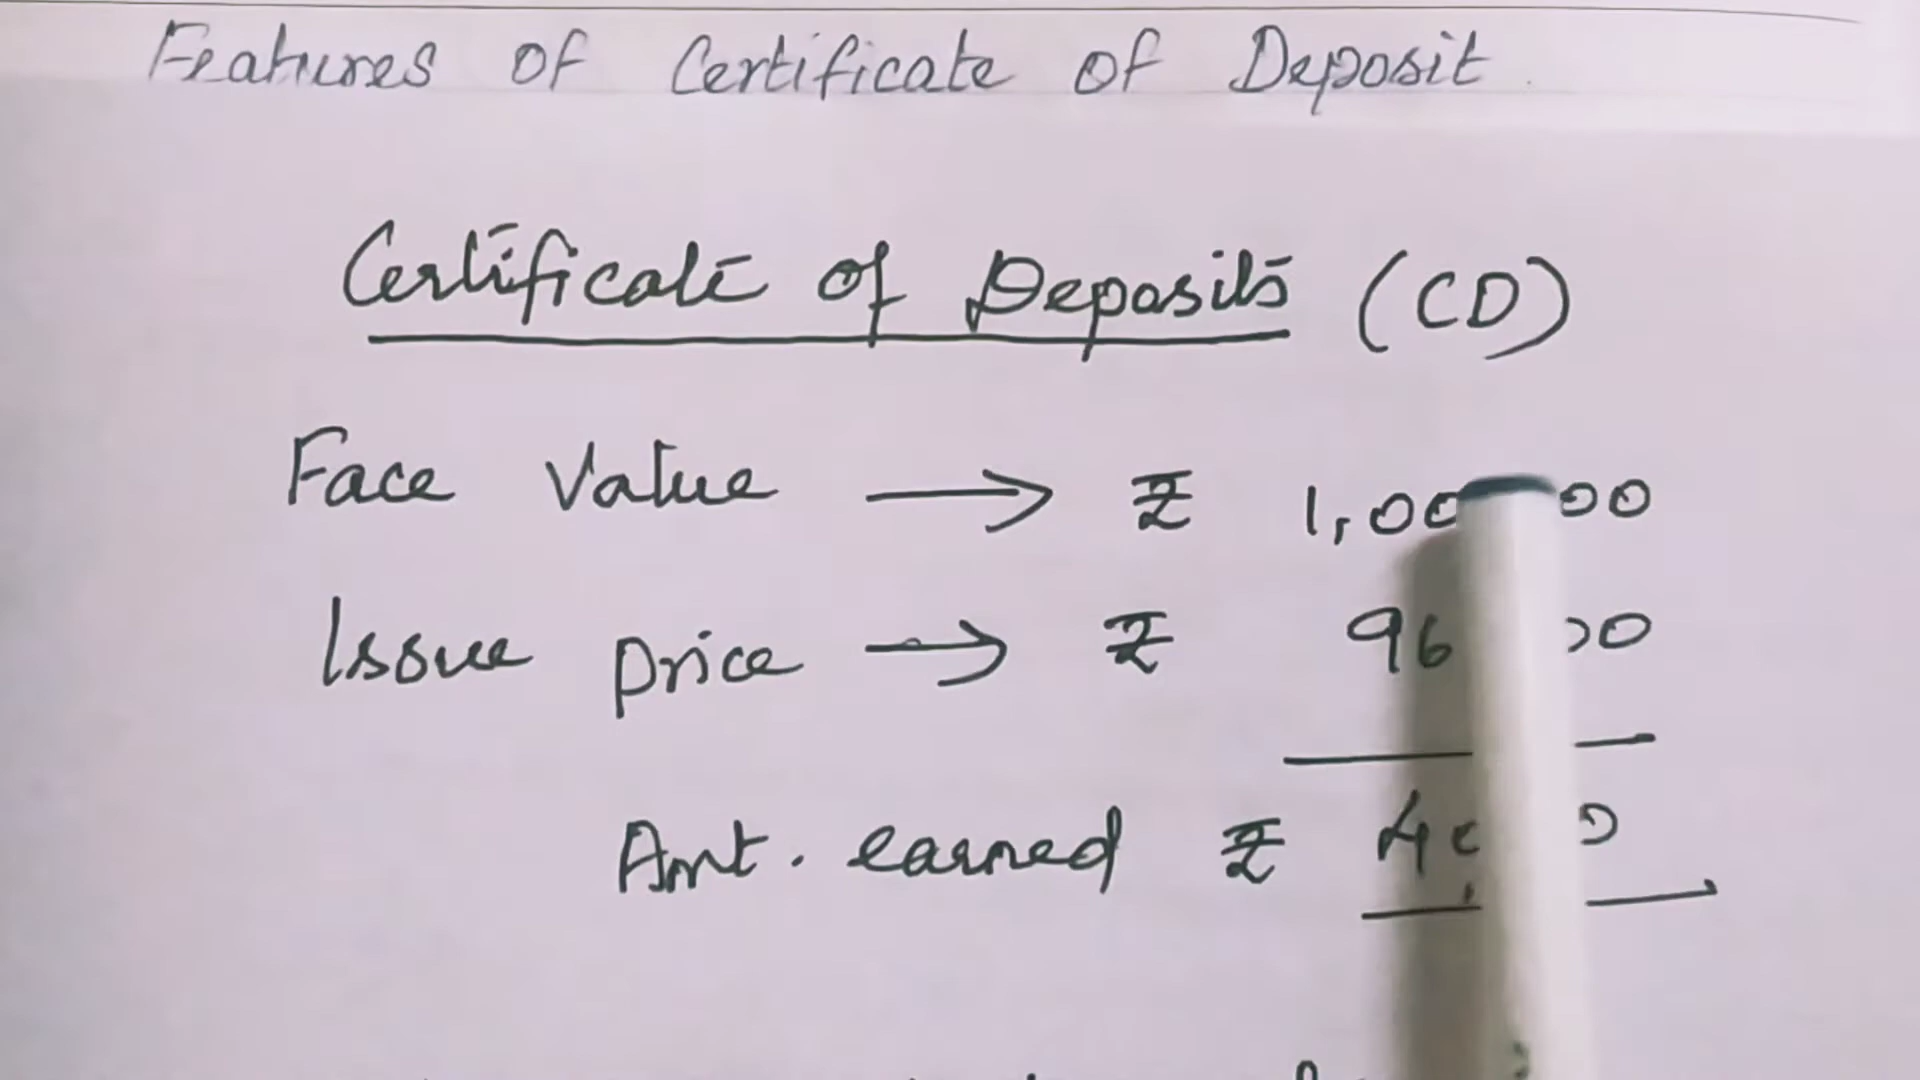 Features of Certificate of Deposit
Certificate of Deposits (CD)
Face Value → ₹
Issue price → ₹
Amt. earned ₹